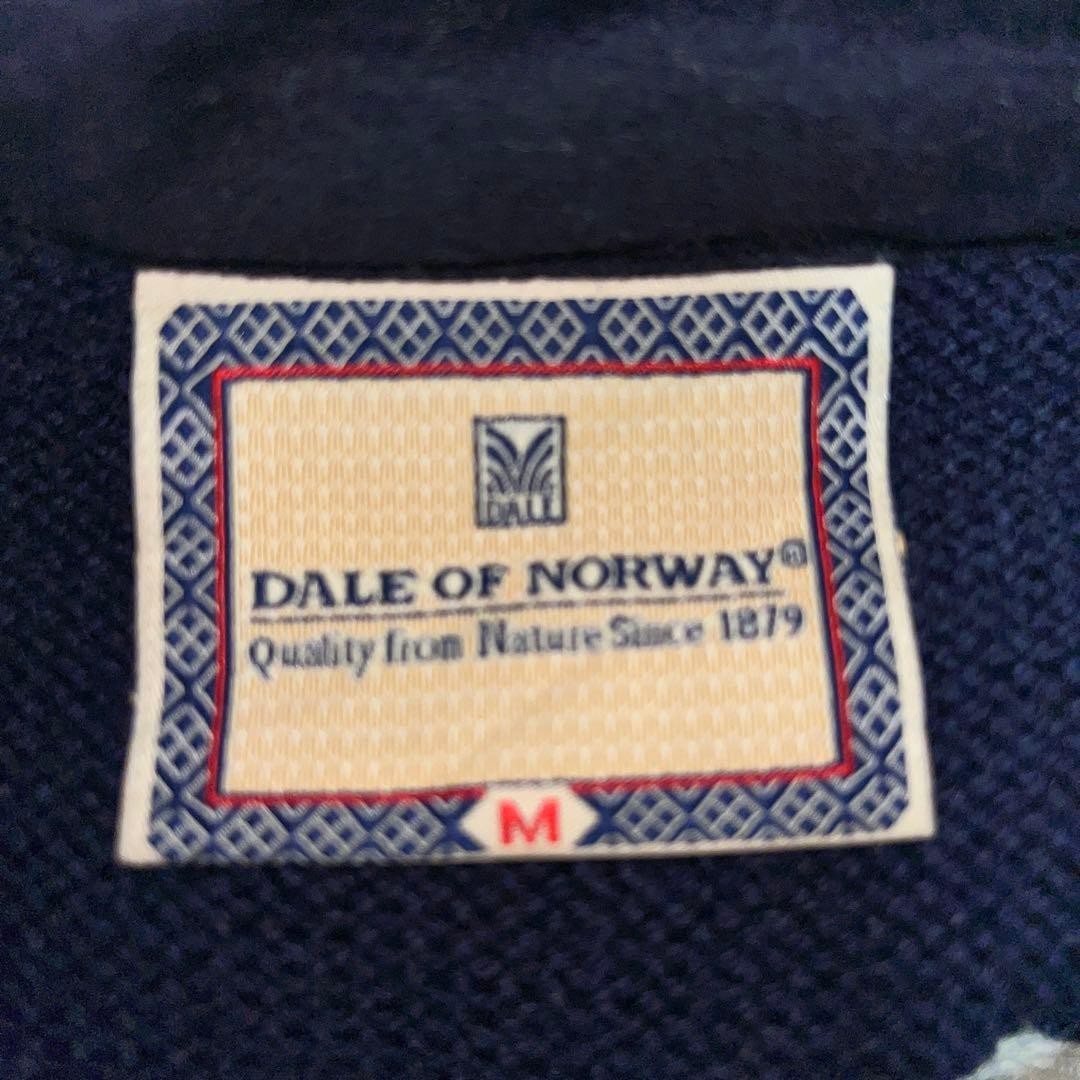 DALE
DALE OF NORWAY®
Quality from Nature Since 1879
M